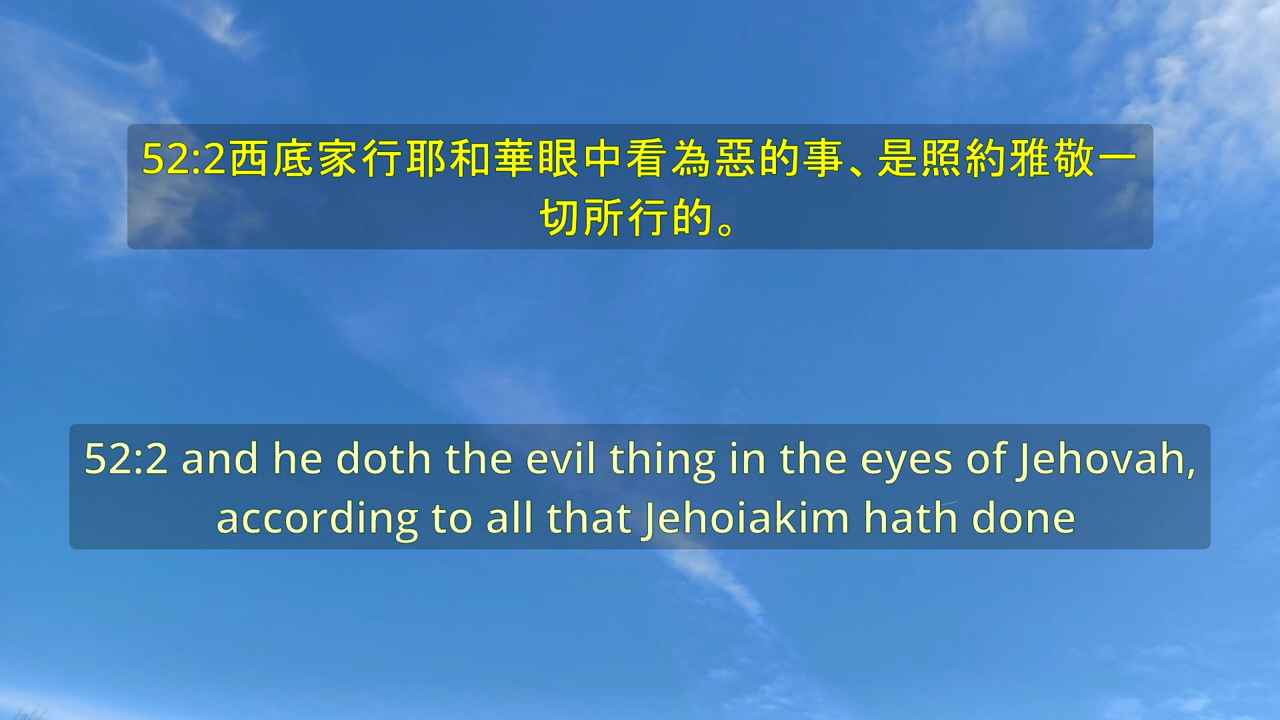 52:2西底家行耶和華眼中看為惡的事、是照約雅敬一
切所行的。
52:2 and he doth the evil thing in the eyes of Jehovah,
according to all that Jehoiakim hath done